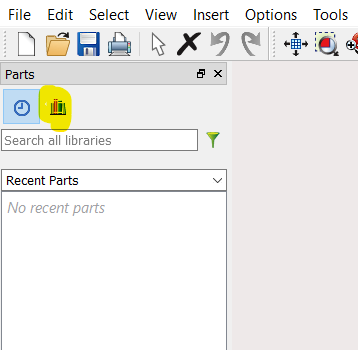 File Edit Select View Insert Options Tools
Parts
Search all libraries
Recent Parts
No recent parts